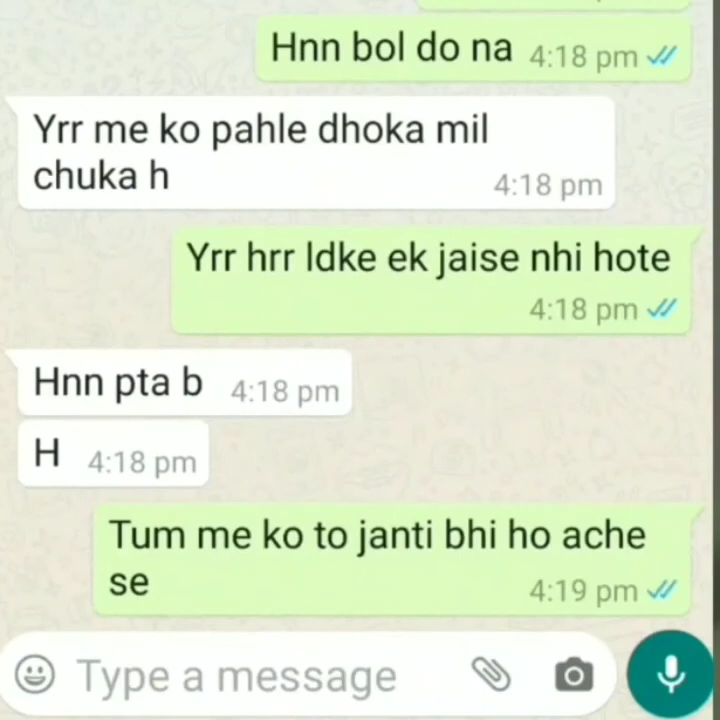 Hnn bol do na 4:18 pm
Yrr me ko pahle dhoka mil
chuka h 4:18 pm
Yrr hrr ldke ek jaise nhi hote
4:18 pm
Hnn pta b 4:18 pm
H 4:18 pm
Tum me ko to janti bhi ho ache
se 4:19 pm
Type a message